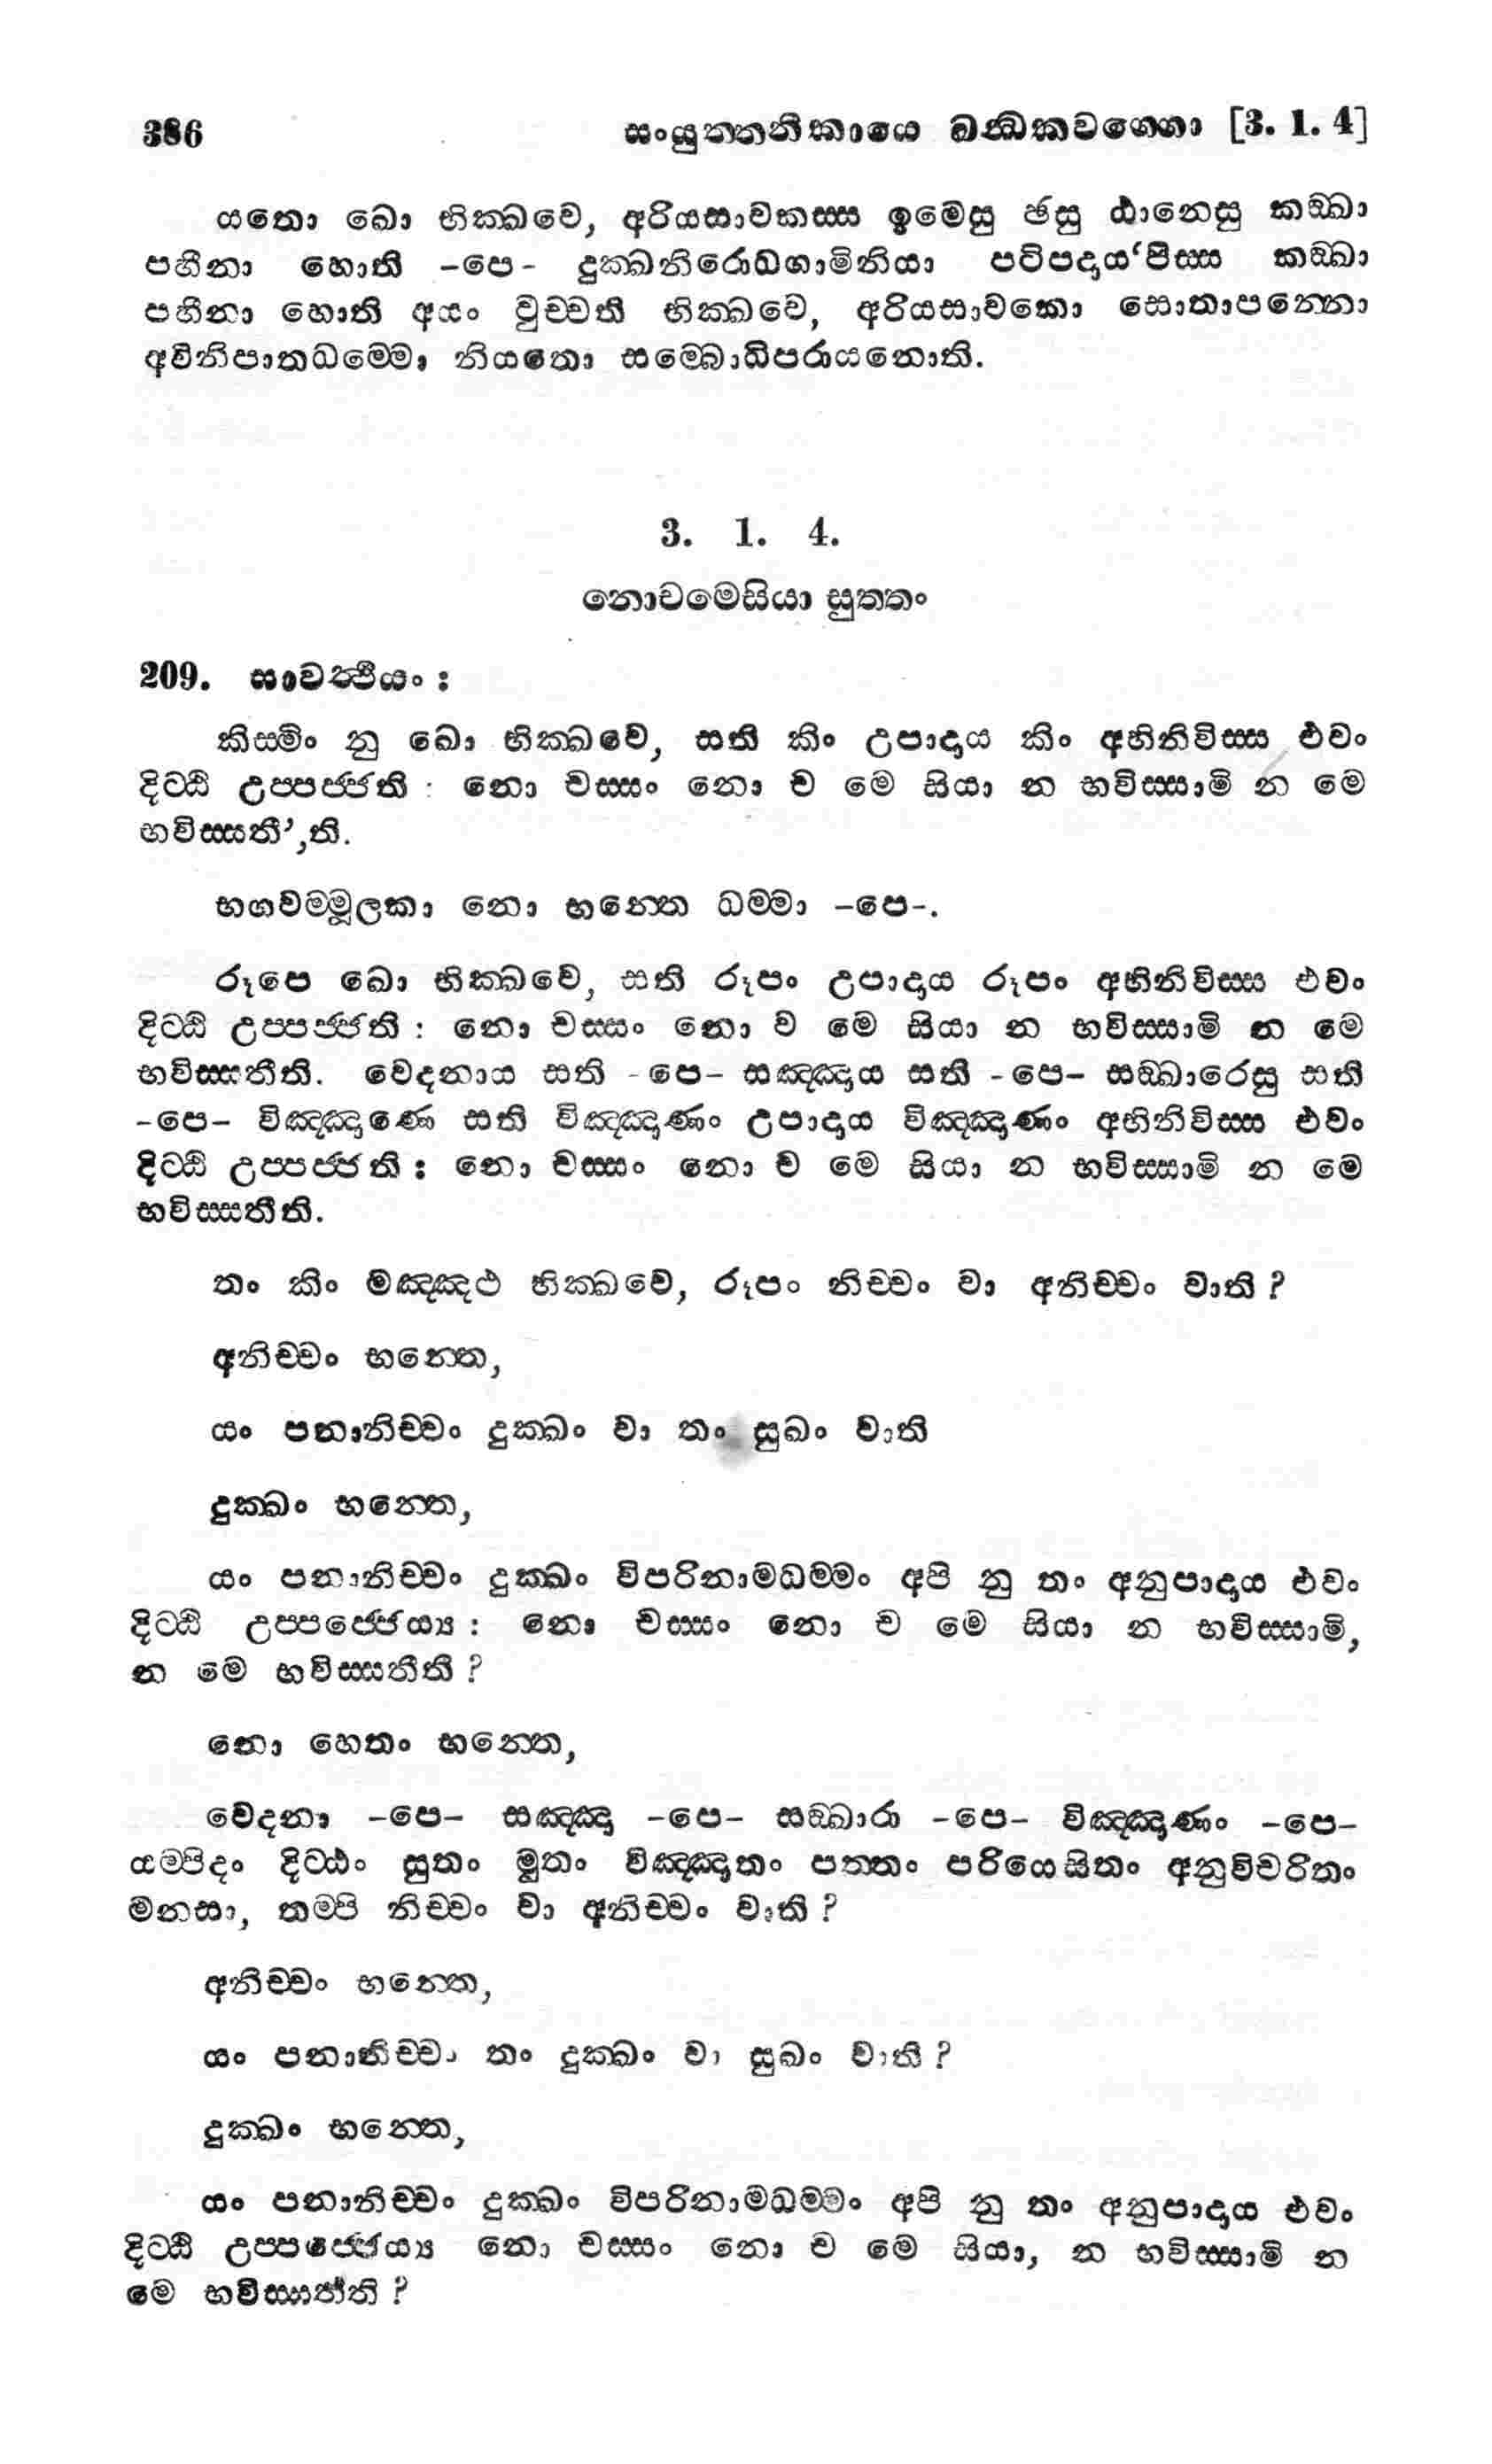 386 සංයුත්තනිකායෙ ඛන්ධකවග්ගො [3. 1. 4]
යතො ඛො භික්ඛවෙ, අරියසාවකස්ස ඉමෙසු ඡසු ඨානෙසු කඞ්ඛා
පහීනා හොති -පෙ- දුක්ඛනිරොධගාමිනියා පටිපදාය‘පිස්ස කඞ්ඛා
පහීනා හොති අයං වුච්චති භික්ඛවෙ, අරියසාවකො සොතාපන්නො
අවිනිපාතධම්මො නියතො සම්බොධිපරායනොති.
3. 1. 4.
නොචමෙසියා සුත්තං
209. සාවත්ථියං :
කිස්මිං නු ඛො භික්ඛවෙ, සති කිං උපාදාය කිං අභිනිවිස්ස එවං
දිට්ඨි උප්පජ්ජති : නො චස්සං නො ච මෙ සියා න භවිස්සාමි න මෙ
භවිස්සතී’,ති.
භගවම්මූලකා නො භන්තෙ ධම්මා -පෙ-.
රූපෙ ඛො භික්ඛවෙ, සති රූපං උපාදාය රූපං අභිනිවිස්ස එවං
දිට්ඨි උප්පජ්ජති : නො චස්සං නො ච මෙ සියා න භවිස්සාමි න මෙ
භවිස්සතීති. වෙදනාය සති -පෙ- සඤ්ඤාය සති -පෙ- සඞ්ඛාරෙසු සති
-පෙ- විඤ්ඤාණෙ සති විඤ්ඤාණං උපාදාය විඤ්ඤාණං අභිනිවිස්ස එවං
දිට්ඨි උප්පජ්ජති : නො චස්සං නො ච මෙ සියා න භවිස්සාමි න මෙ
භවිස්සතීති.
තං කිං මඤ්ඤථ භික්ඛවෙ, රූපං නිච්චං වා අනිච්චං වාති ?
අනිච්චං භන්තෙ,
යං පනානිච්චං දුක්ඛං වා තං සුඛං වාති
දුක්ඛං භන්තෙ,
යං පනානිච්චං දුක්ඛං විපරිනාමධම්මං අපි නු තං අනුපාදාය එවං
දිට්ඨි උප්පජ්ජෙය්‍ය : නො චස්සං නො ච මෙ සියා න භවිස්සාමි,
න මෙ භවිස්සතීති ?
නො හෙතං භන්තෙ,
වෙදනා -පෙ- සඤ්ඤා -පෙ- සඞ්ඛාරා -පෙ- විඤ්ඤාණං -පෙ-
යම්පිදං දිට්ඨං සුතං මුතං විඤ්ඤාතං පත්තං පරියෙසිතං අනුවිචරිතං
මනසා, තම්පි නිච්චං වා අනිච්චං වාති ?
අනිච්චං භන්තෙ,
යං පනානිච්චං තං දුක්ඛං වා සුඛං වාති ?
දුක්ඛං භන්තෙ,
යං පනානිච්චං දුක්ඛං විපරිනාමධම්මං අපි නු තං අනුපාදාය එවං
දිට්ඨි උප්පජ්ජෙය්‍ය නො චස්සං නො ච මෙ සියා, න භවිස්සාමි න
මෙ භවිස්සතීති ?